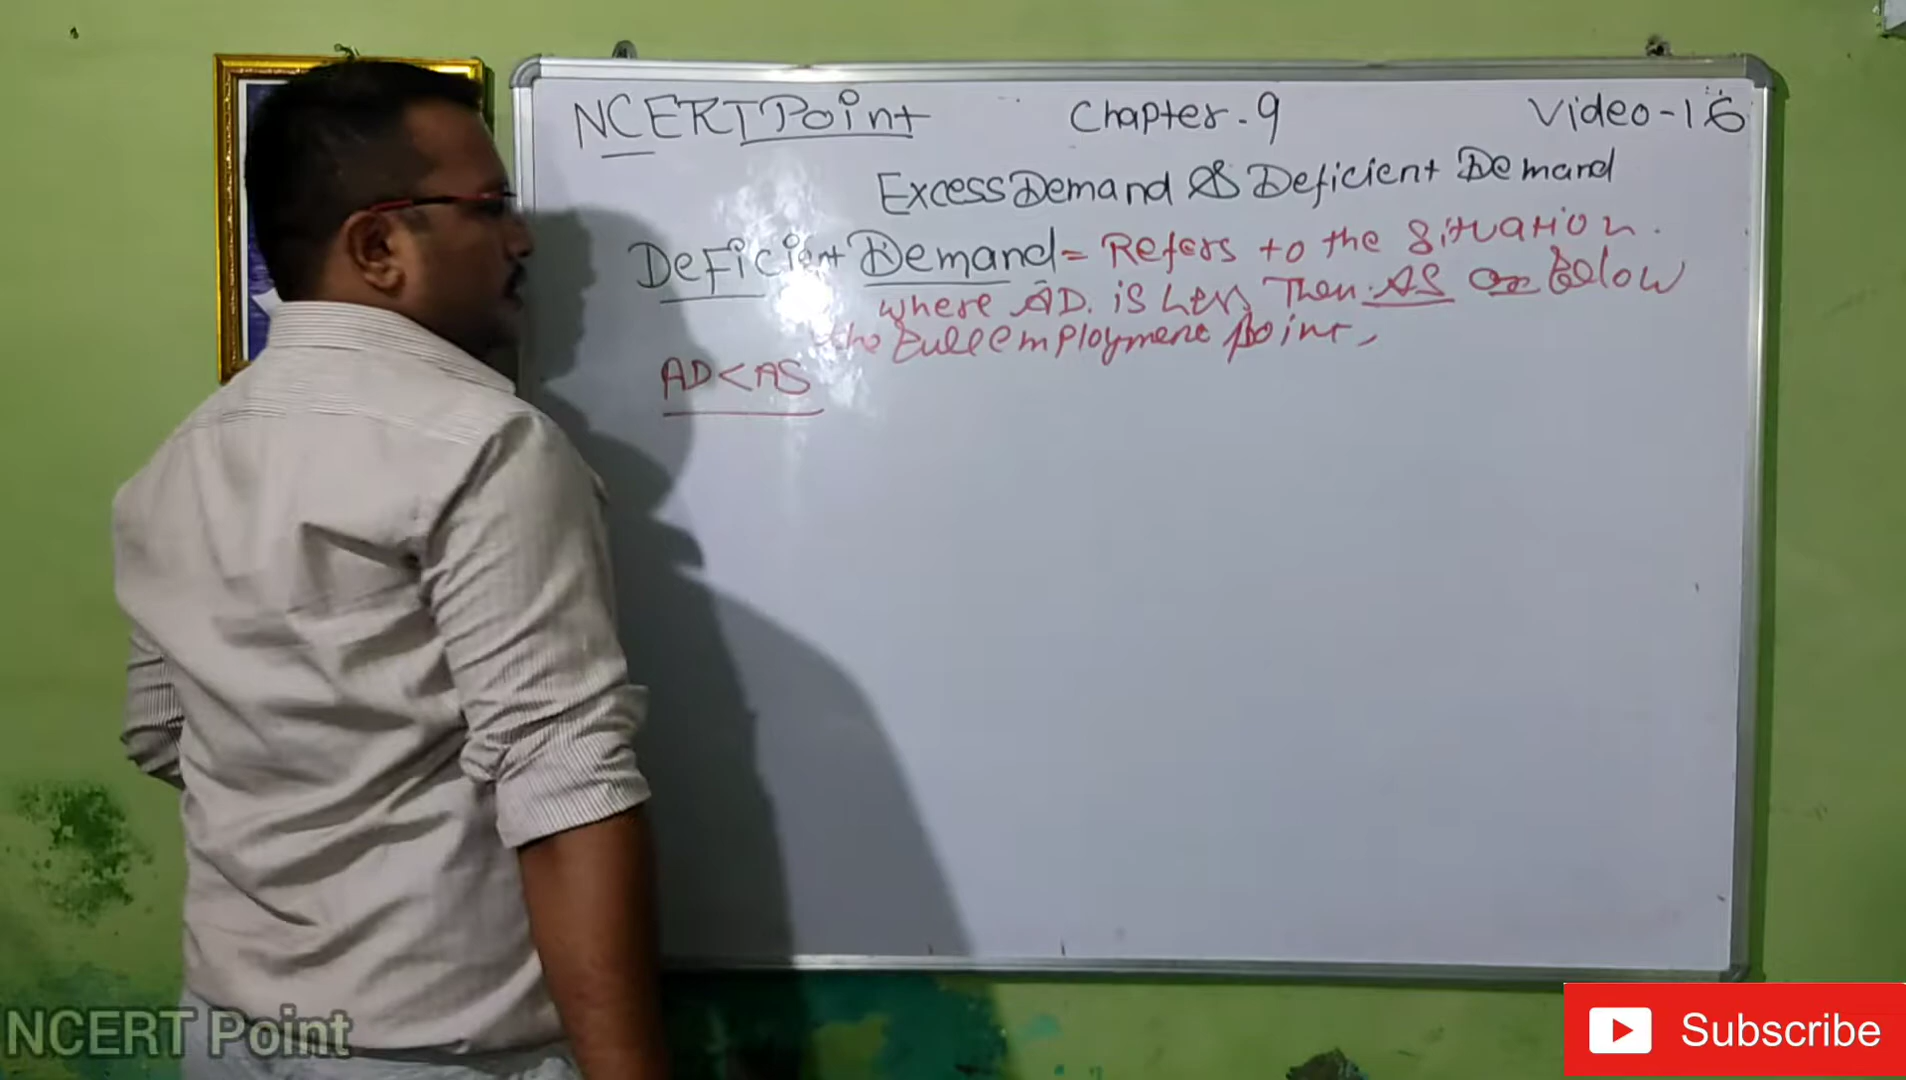 NCERT Point Chapter-9 Video-16
Excess Demand & Deficient Demand
Deficient Demand = Refers to the Situation.
where AD. is Less Then AS or Below
the Full employment point,
AD<AS
NCERT Point
Subscribe